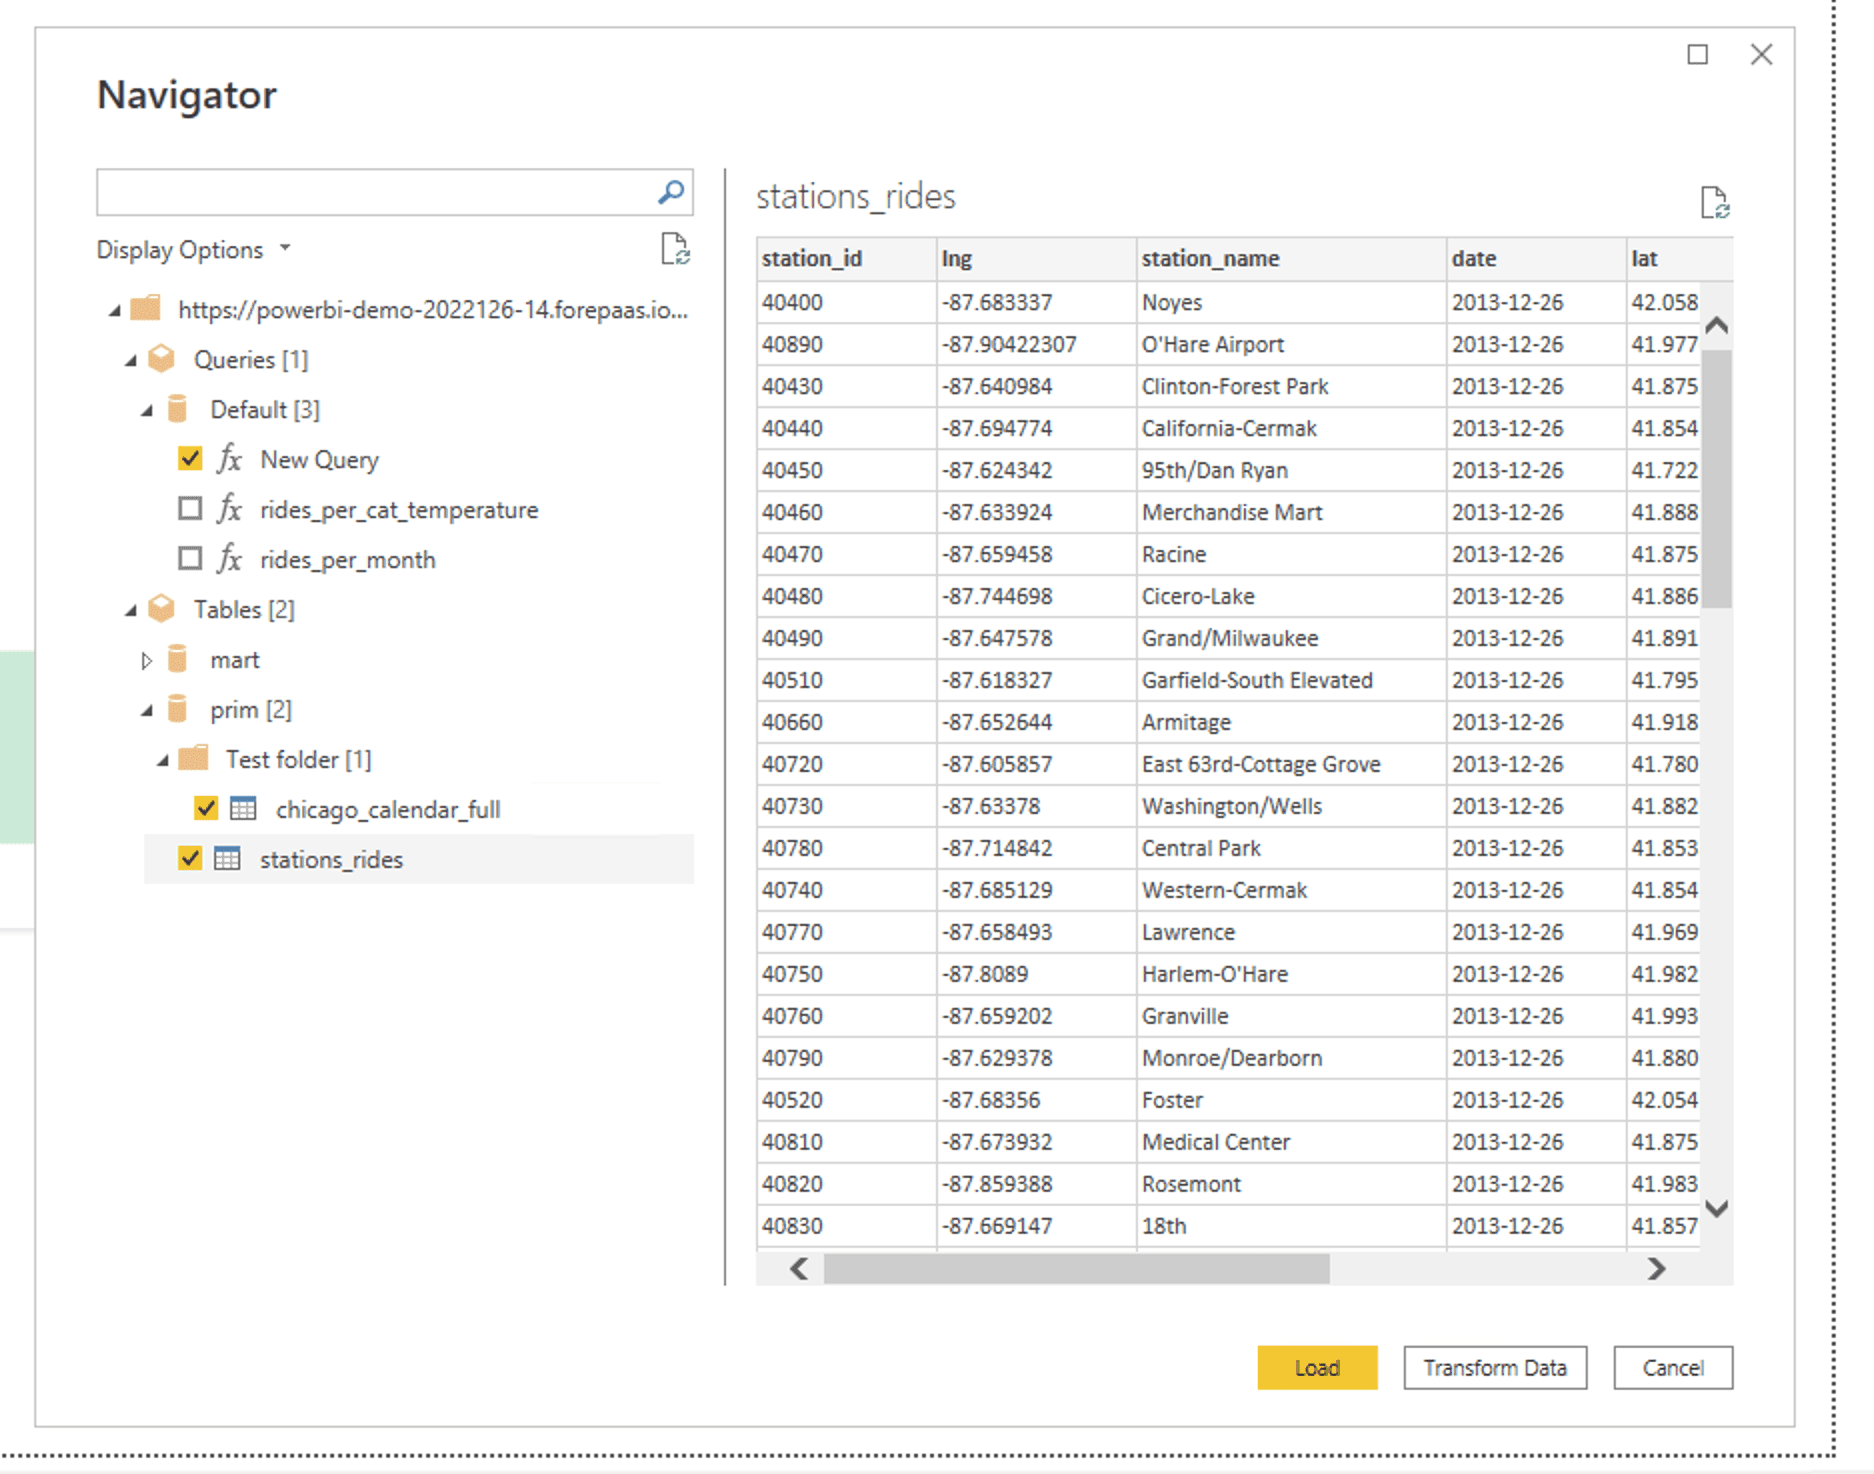 Navigator
Display Options
https://powerbi-demo-2022126-14.forepaas.io...
Queries [1]
Default [3]
fx New Query
fx rides_per_cat_temperature
fx rides_per_month
Tables [2]
mart
prim [2]
Test folder [1]
chicago_calendar_full
stations_rides
stations_rides
station_id lng station_name date lat
40400 -87.683337 Noyes 2013-12-26 42.058
40890 -87.90422307 O'Hare Airport 2013-12-26 41.977
40430 -87.640984 Clinton-Forest Park 2013-12-26 41.875
40440 -87.694774 California-Cermak 2013-12-26 41.854
40450 -87.624342 95th/Dan Ryan 2013-12-26 41.722
40460 -87.633924 Merchandise Mart 2013-12-26 41.888
40470 -87.659458 Racine 2013-12-26 41.875
40480 -87.744698 Cicero-Lake 2013-12-26 41.886
40490 -87.647578 Grand/Milwaukee 2013-12-26 41.891
40510 -87.618327 Garfield-South Elevated 2013-12-26 41.795
40660 -87.652644 Armitage 2013-12-26 41.918
40720 -87.605857 East 63rd-Cottage Grove 2013-12-26 41.780
40730 -87.63378 Washington/Wells 2013-12-26 41.882
40780 -87.714842 Central Park 2013-12-26 41.853
40740 -87.685129 Western-Cermak 2013-12-26 41.854
40770 -87.658493 Lawrence 2013-12-26 41.969
40750 -87.8089 Harlem-O'Hare 2013-12-26 41.982
40760 -87.659202 Granville 2013-12-26 41.993
40790 -87.629378 Monroe/Dearborn 2013-12-26 41.880
40520 -87.68356 Foster 2013-12-26 42.054
40810 -87.673932 Medical Center 2013-12-26 41.875
40820 -87.859388 Rosemont 2013-12-26 41.983
40830 -87.669147 18th 2013-12-26 41.857
Load Transform Data Cancel